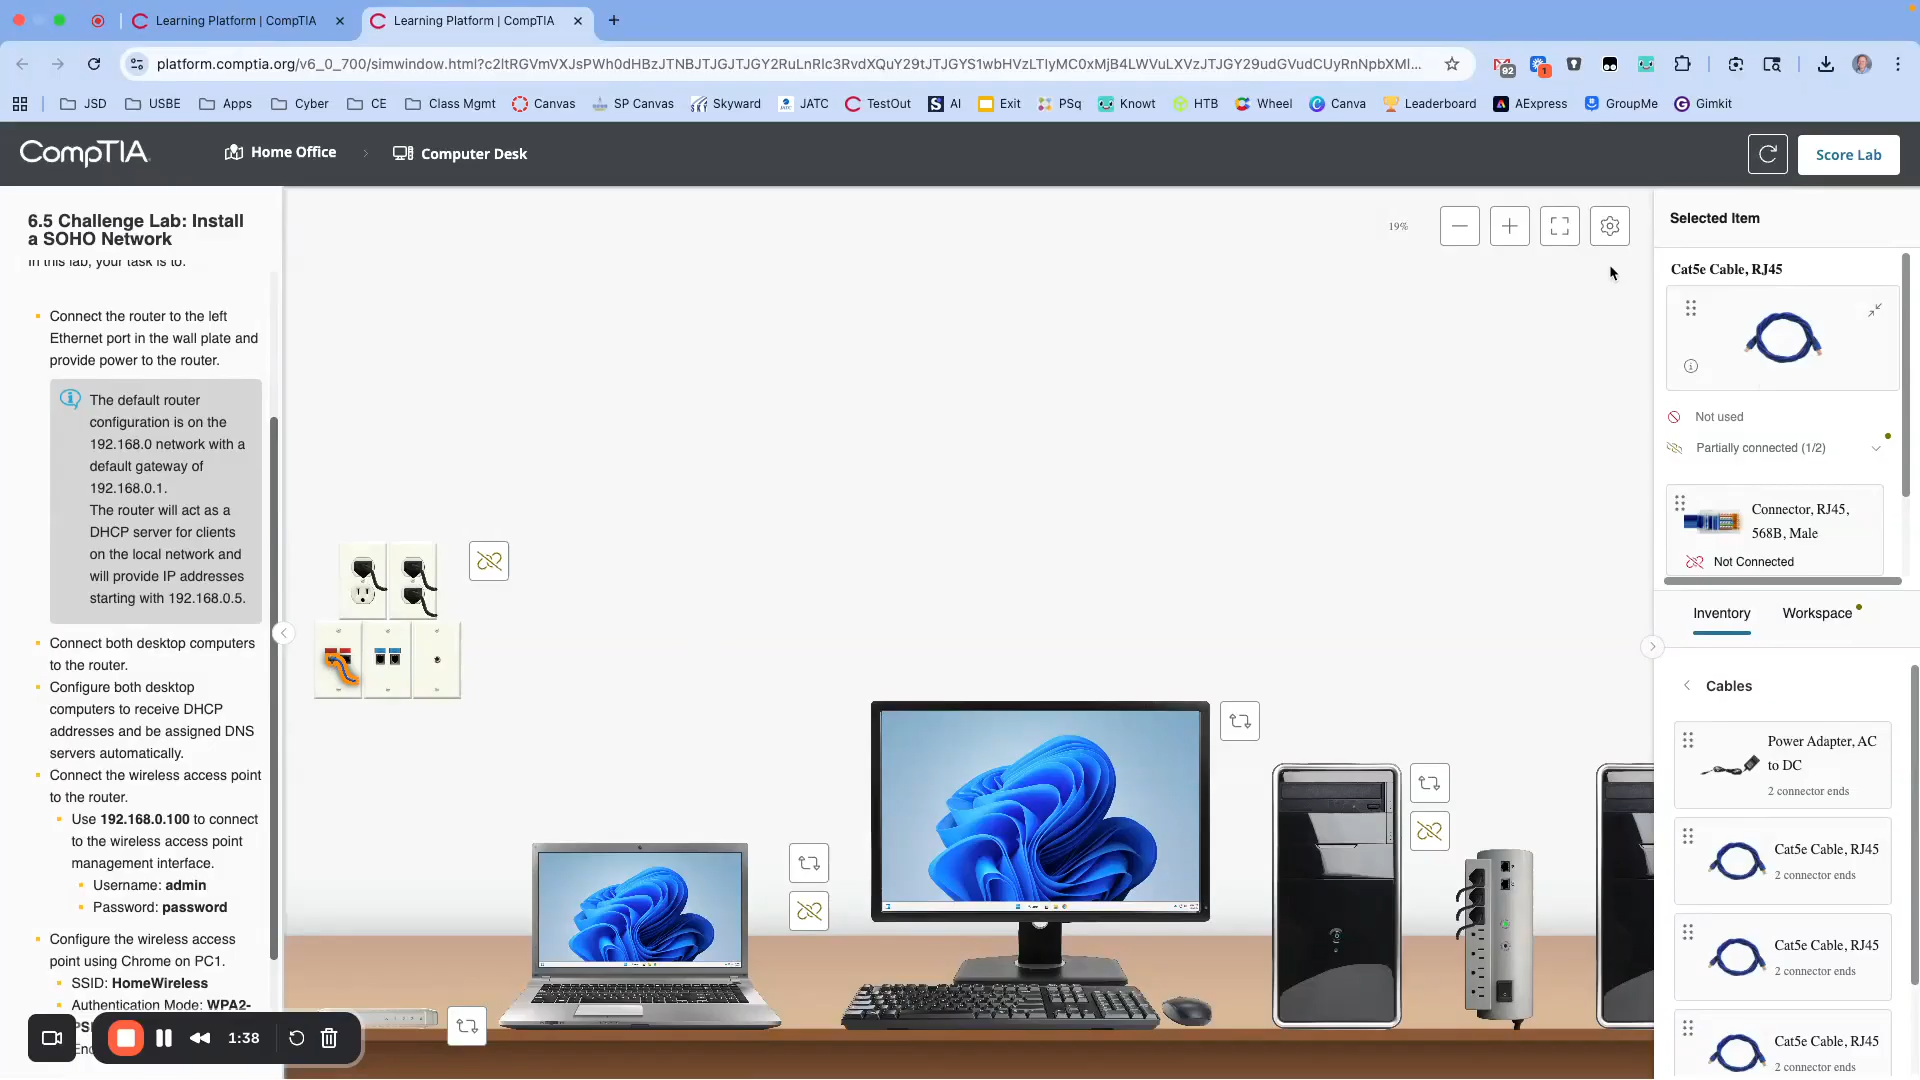 Learning Platform | CompTIA
Learning Platform | CompTIA
platform.comptia.org/v6_0_700/simwindow.html?c2ltRGVmVXJsPWh0dHBzJTNBJTJGJTJGY2RuLnRlc3RvdXQuY29tJTJGYS1wbHVzLTIyMC0xMjB4LWVuLXVzJTJGY29udGVudCUyRnNpbXMl...
92
1
JSD
USBE
Apps
Cyber
CE
Class Mgmt
Canvas
SP Canvas
Skyward
JATC
TestOut
AI
Exit
PSq
Knowt
HTB
Wheel
Canva
Leaderboard
AExpress
GroupMe
Gimkit
CompTIA.
Home Office
Computer Desk
Score Lab
6.5 Challenge Lab: Install
a SOHO Network
In this lab, your task is to:
Connect the router to the left
Ethernet port in the wall plate and
provide power to the router.
The default router
configuration is on the
192.168.0 network with a
default gateway of
192.168.0.1.
The router will act as a
DHCP server for clients
on the local network and
will provide IP addresses
starting with 192.168.0.5.
Connect both desktop computers
to the router.
Configure both desktop
computers to receive DHCP
addresses and be assigned DNS
servers automatically.
Connect the wireless access point
to the router.
Use 192.168.0.100 to connect
to the wireless access point
management interface.
Username: admin
Password: password
Configure the wireless access
point using Chrome on PC1.
SSID: HomeWireless
Authentication Mode: WPA2-
PS
Enc
1:38
19%
Selected Item
Cat5e Cable, RJ45
Not used
Partially connected (1/2)
Connector, RJ45,
568B, Male
Not Connected
Inventory
Workspace
Cables
Power Adapter, AC
to DC
2 connector ends
Cat5e Cable, RJ45
2 connector ends
Cat5e Cable, RJ45
2 connector ends
Cat5e Cable, RJ45
2 connector ends